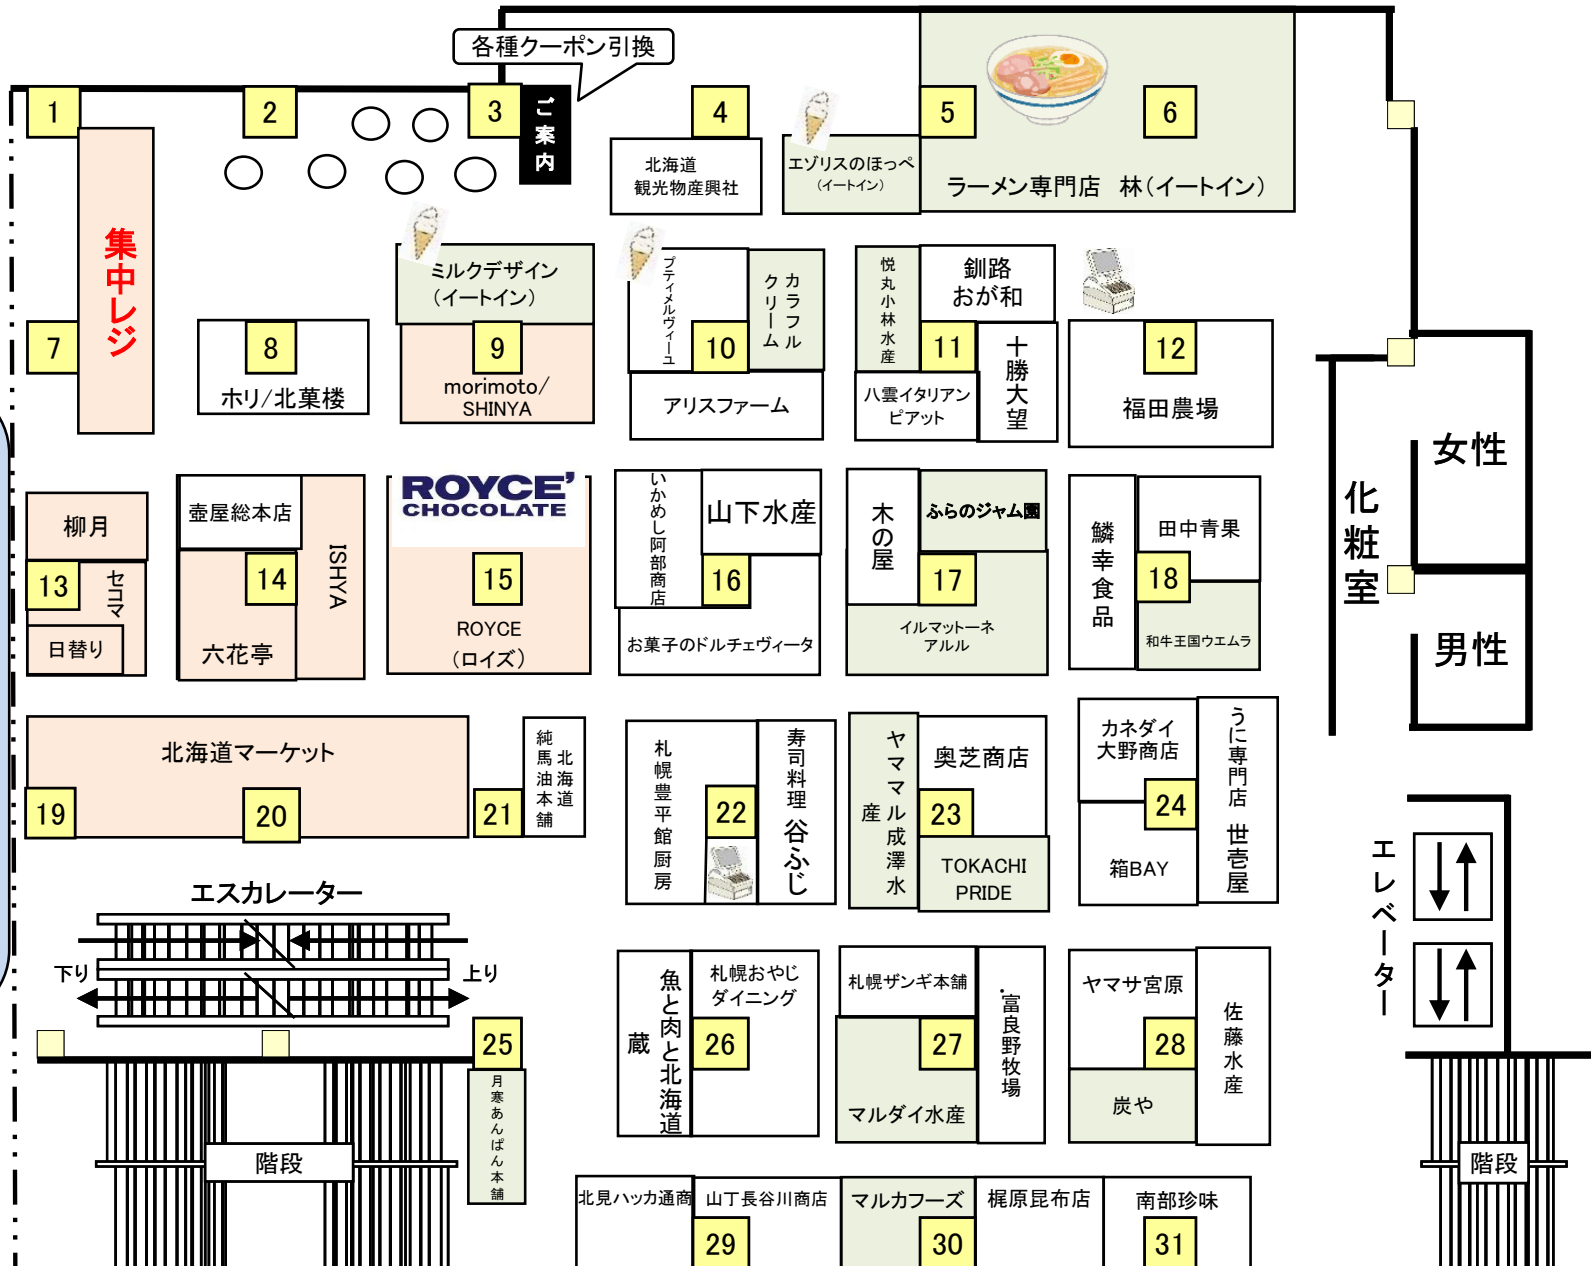 各種クーポン引換
1
2
3
ご案内
4
5
6
北海道
観光物産興社
エゾリスのほっぺ
(イートイン)
ラーメン専門店 林(イートイン)
集中レジ
ミルクデザイン
(イートイン)
プティメルヴィーユ
カラフル
クリーム
悦丸小林水産
釧路
おが和
7
8
9
10
11
12
ホリ/北菓楼
morimoto/
SHINYA
アリスファーム
八雲イタリアン
ピアット
十勝大望
福田農場
女性
化粧室
男性
柳月
壺屋総本店
ISHYA
ROYCE'
CHOCOLATE
いかめし阿部商店
山下水産
木の屋
ふらのジャム園
鱗幸食品
田中青果
13
セコマ
14
15
16
17
18
日替り
六花亭
ROYCE
(ロイズ)
お菓子のドルチェヴィータ
イルマットーネ
アルル
和牛王国ウエムラ
北海道マーケット
北海道
純馬油本舗
札幌豊平館厨房
寿司料理 谷ふじ
ヤママル成澤水
産
奥芝商店
カネダイ
大野商店
うに専門店 世壱屋
19
20
21
22
23
24
TOKACHI
PRIDE
箱BAY
エスカレーター
下り
上り
エレベーター
魚と肉と北海道
蔵
札幌おやじ
ダイニング
札幌ザンギ本舗
.富良野牧場
ヤマサ宮原
佐藤水産
25
26
27
28
月寒あんぱん本舗
マルダイ水産
炭や
階段
階段
北見ハッカ通商
山丁長谷川商店
マルカフーズ
梶原昆布店
南部珍味
29
30
31